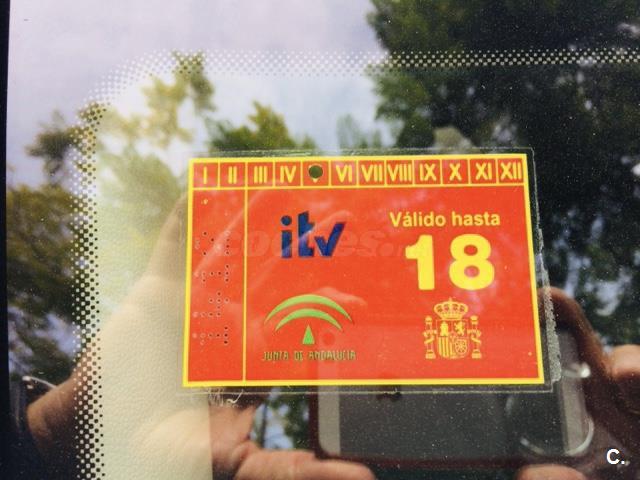 I II III IV VI VII VIII IX X XI XII
itv
Válido hasta
18
JUNTA DE ANDALUCIA
C.